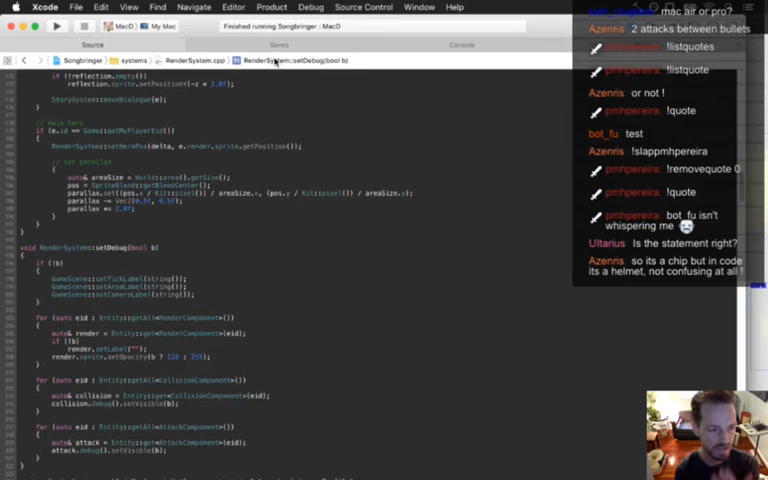 Xcode File Edit View Find Navigate Editor Product Debug Source Control Window Help
MacD My Mac Finished running Songbringer : MacD
Source Saves Console
Songbringer systems RenderSystem.cpp RenderSystem::setDebug(bool b)
if (!reflection.empty())
reflection.sprite.setPositionY(-z * 2.0f);
StorySystem::moveDialogue(e);
}
// main hero
if (e.id == Game::getMyPlayerEid())
{
RenderSystem::setHeroPos(delta, e.render.sprite.getPosition());
// set parallax
{
auto& areaSize = World::area().getSize();
pos = SpriteBlend::getBlendCenter();
parallax.set((pos.x / Kit::pixel()) / areaSize.x, (pos.y / Kit::pixel()) / areaSize.y);
parallax -= Vec2(0.5f, 0.5f);
parallax *= 2.0f;
}
}
}
void RenderSystem::setDebug(bool b)
{
if (!b)
{
GameScene::setTickLabel(string());
GameScene::setAreaLabel(string());
GameScene::setCameraLabel(string());
}
for (auto eid : Entity::getAll<RenderComponent>())
{
auto& render = Entity::get<RenderComponent>(eid);
if (!b)
render.setLabel("");
render.sprite.setOpacity(b ? 128 : 255);
}
for (auto eid : Entity::getAll<CollisionComponent>())
{
auto& collision = Entity::get<CollisionComponent>(eid);
collision.debug().setVisible(b);
}
for (auto eid : Entity::getAll<AttackComponent>())
{
auto& attack = Entity::get<AttackComponent>(eid);
attack.debug().setVisible(b);
}
}
mac air or pro?
Azenris 2 attacks between bullets
pmhpereira !listquotes
pmhpereira !listquote
Azenris or not !
pmhpereira !quote
bot_fu test
Azenris !slappmhpereira
pmhpereira !removequote 0
pmhpereira !quote
pmhpereira bot_fu isn't
whispering me
Ultarius Is the statement right?
Azenris so its a chip but in code
its a helmet, not confusing at all !